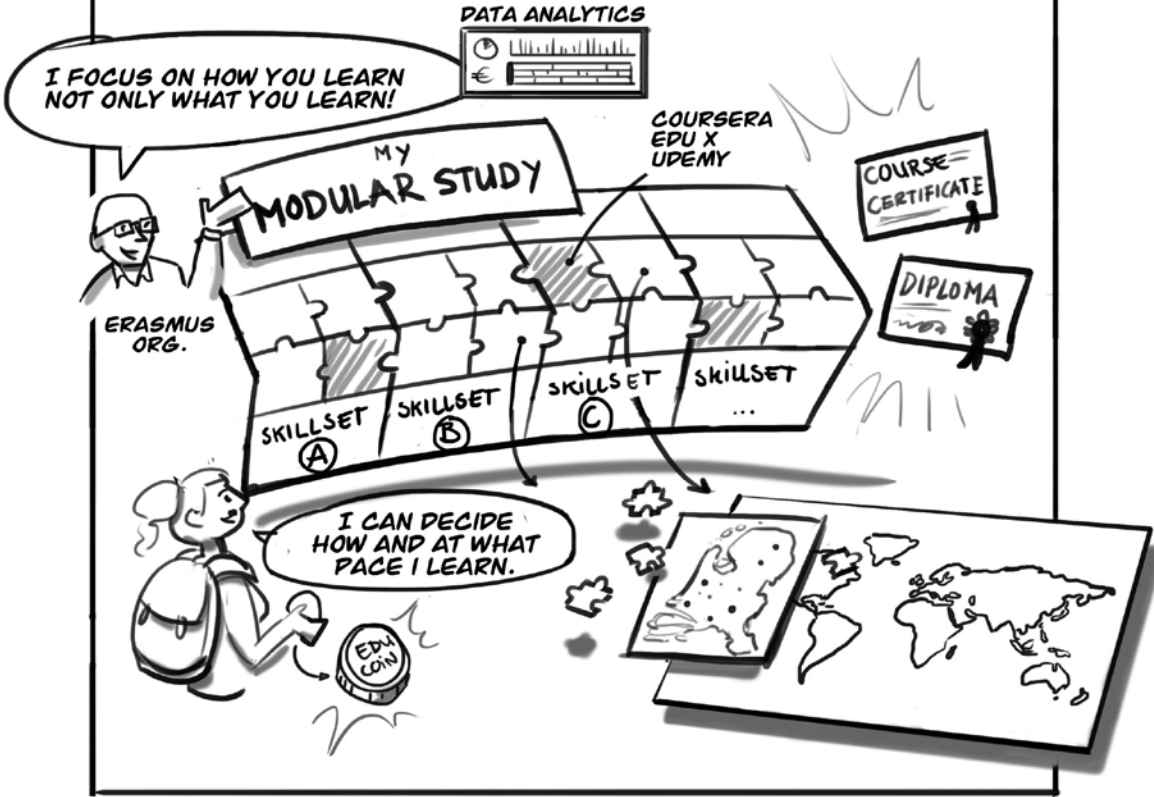 DATA ANALYTICS
I FOCUS ON HOW YOU LEARN
NOT ONLY WHAT YOU LEARN!
€
COURSERA
EDU X
UDEMY
MY
MODULAR STUDY
COURSE
CERTIFICATE
DIPLOMA
ERASMUS
ORG.
SKILLSET
A
SKILLSET
B
SKILLSET
C
SKILLSET
...
I CAN DECIDE
HOW AND AT WHAT
PACE I LEARN.
EDU
COIN